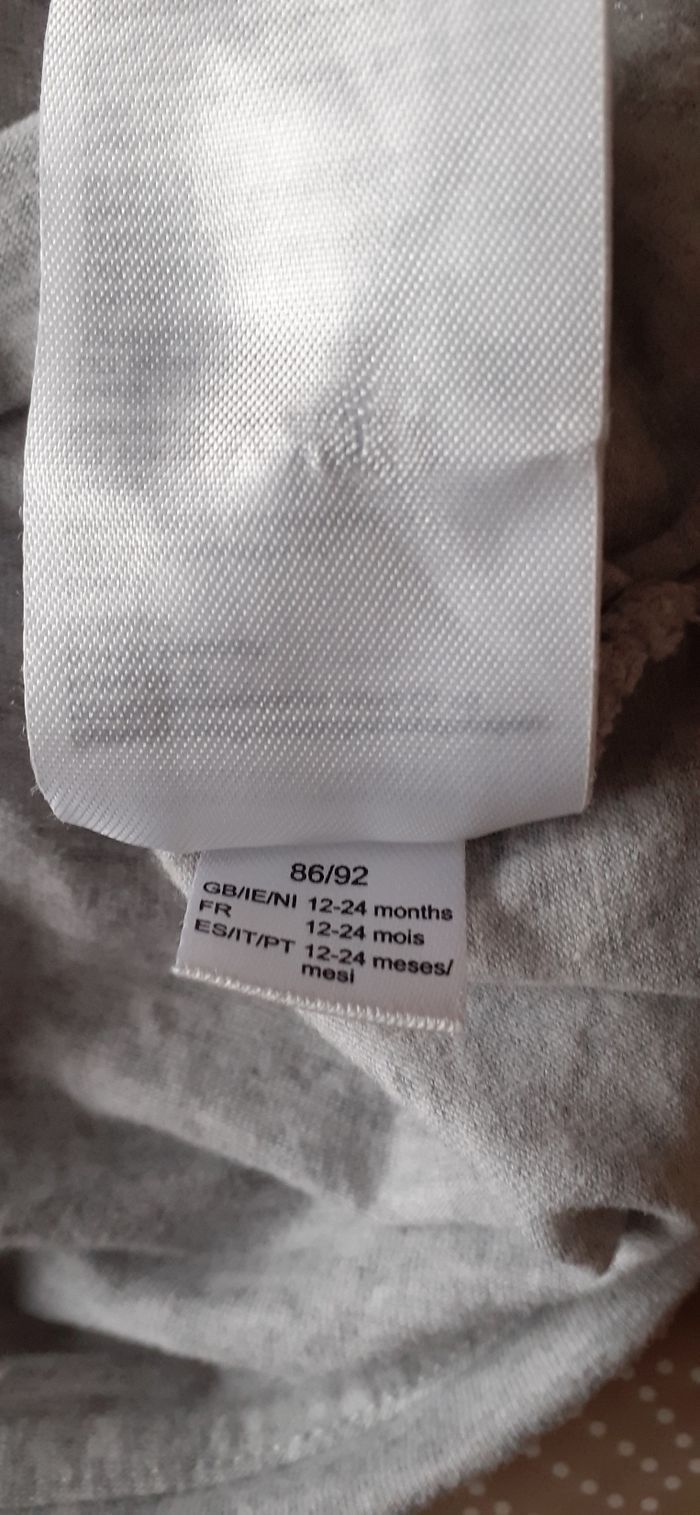 86/92
GB/IE/NI 12-24 months
FR 12-24 mois
ES/IT/PT 12-24 meses/
mesi